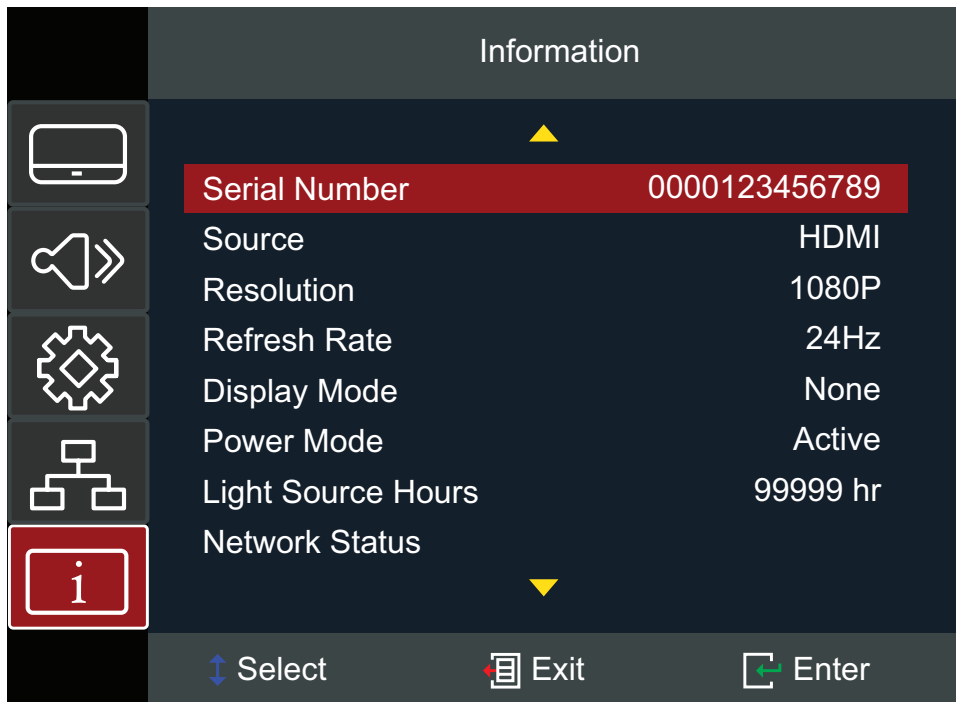 Information
Serial Number 0000123456789
Source HDMI
Resolution 1080P
Refresh Rate 24Hz
Display Mode None
Power Mode Active
Light Source Hours 99999 hr
Network Status
i
Select Exit Enter